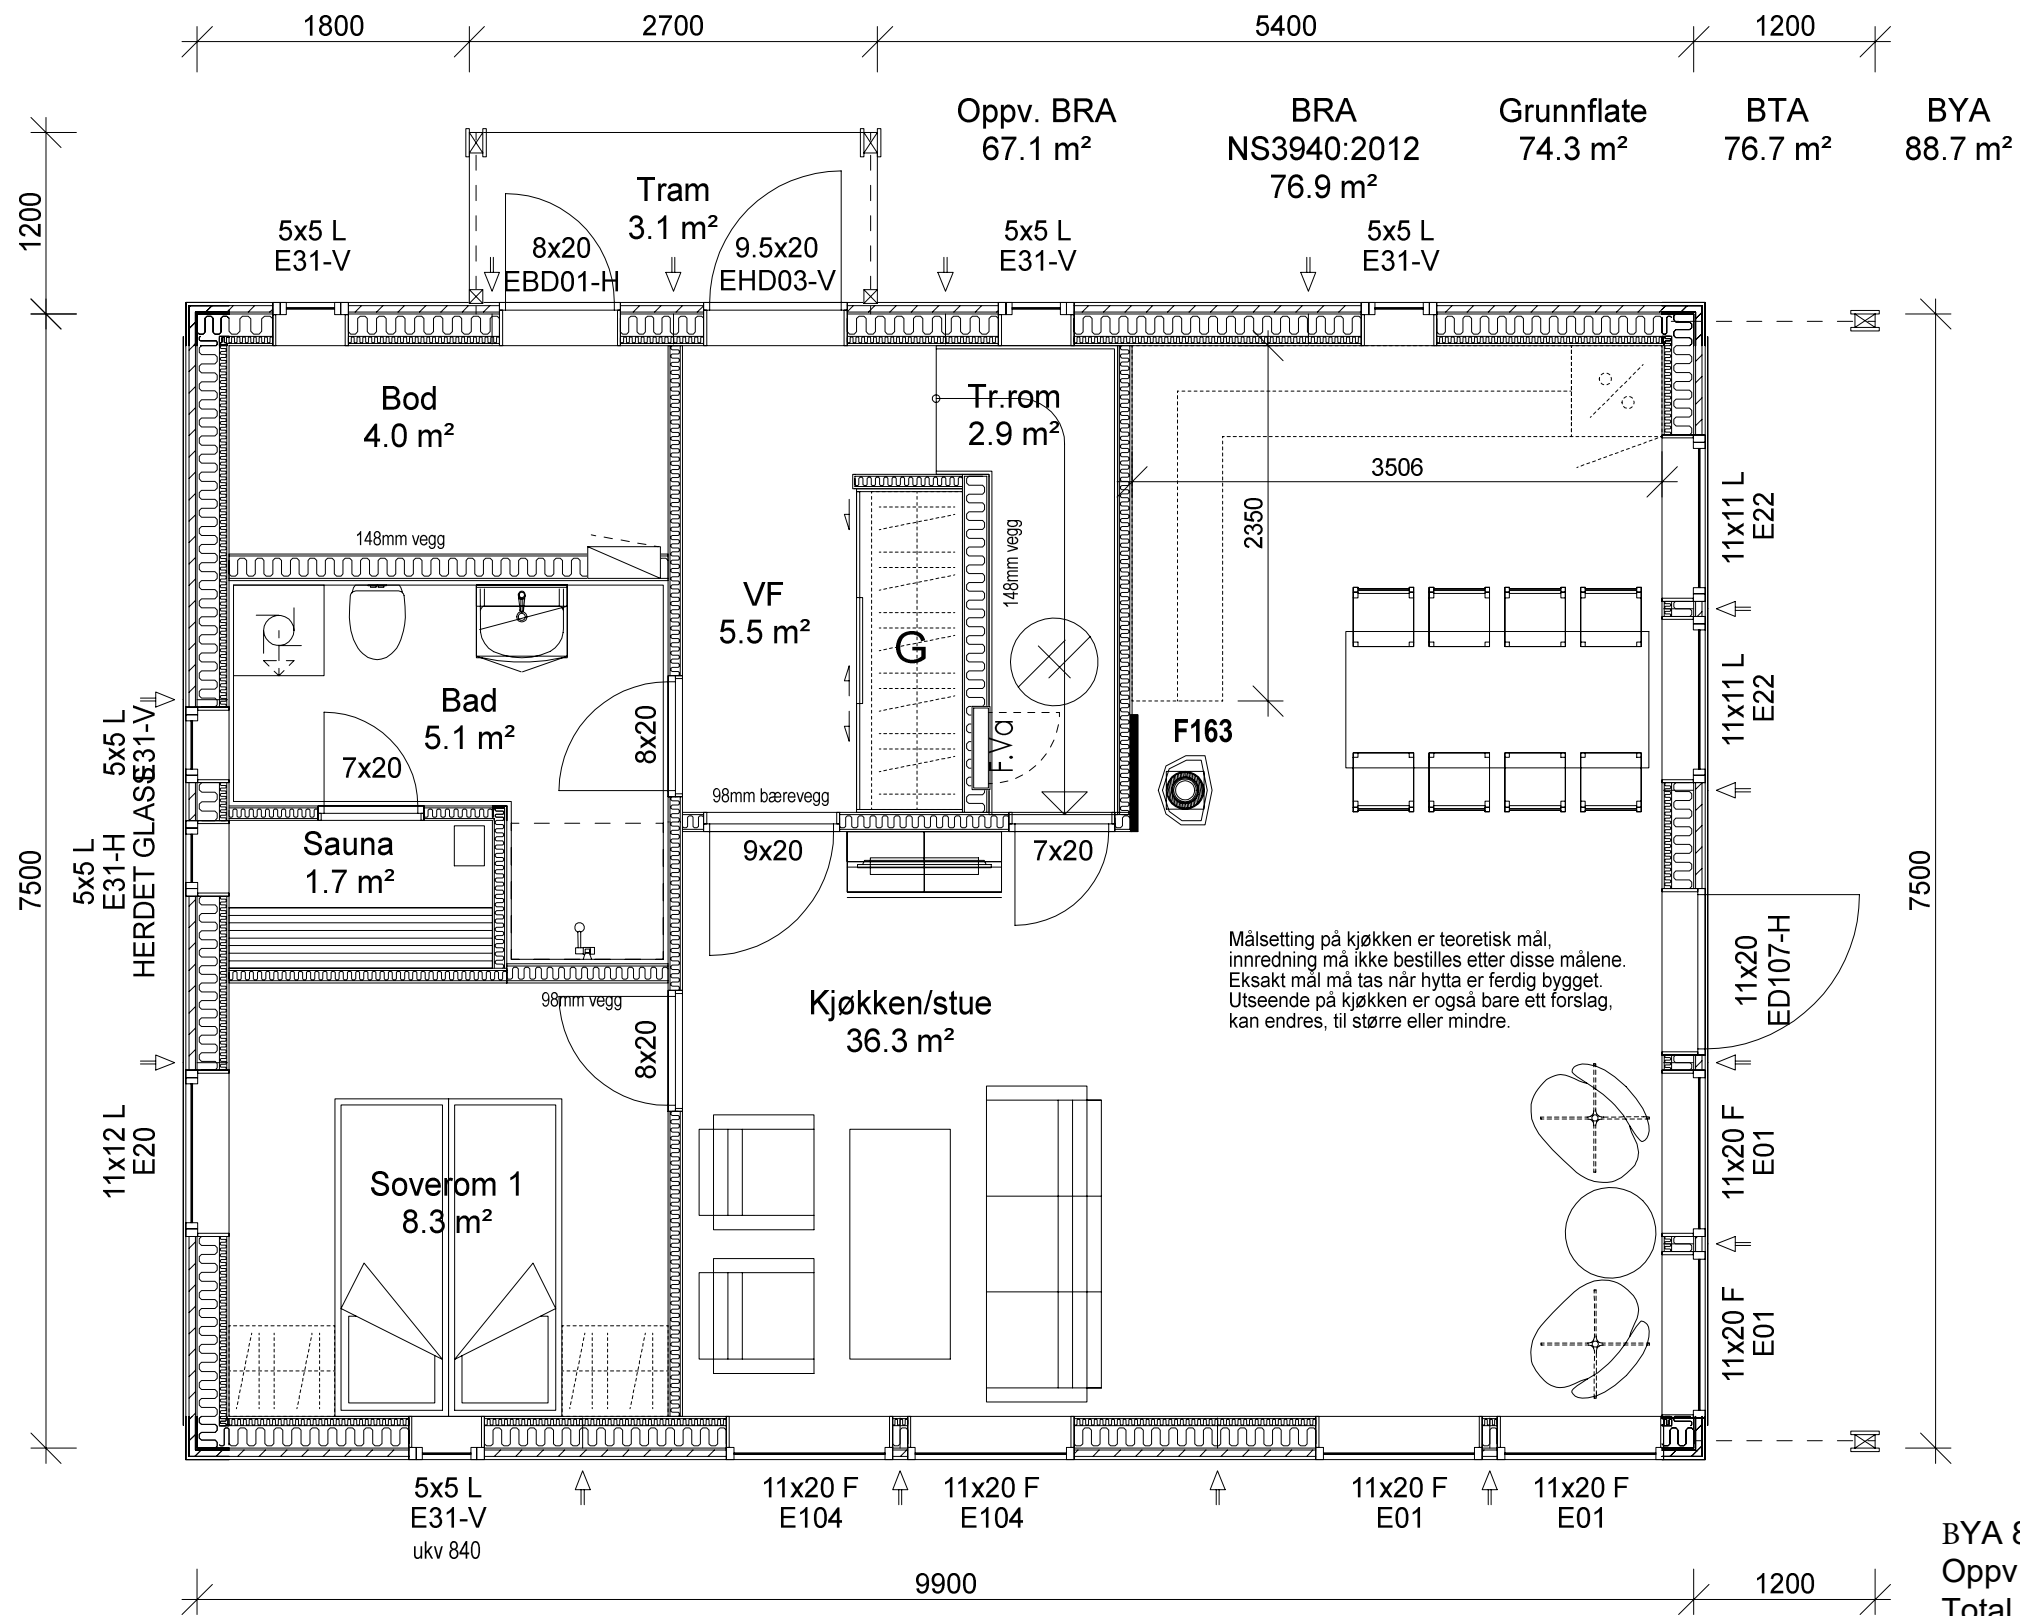 1800
2700
5400
1200
Oppv. BRA
67.1 m²
BRA
NS3940:2012
76.9 m²
Grunnflate
74.3 m²
BTA
76.7 m²
BYA
88.7 m²
1200
Tram
3.1 m²
5x5 L
E31-V
8x20
EBD01-H
9.5x20
EHD03-V
5x5 L
E31-V
5x5 L
E31-V
Bod
4.0 m²
Tr.rom
2.9 m²
3506
2350
11x11 L
E22
148mm vegg
148mm vegg
VF
5.5 m²
G
11x11 L
E22
Bad
5.1 m²
8x20
F.Va
F163
5x5 L
E31-V
7x20
98mm bærevegg
5x5 L
E31-H
HERDET GLASS
7500
Sauna
1.7 m²
9x20
7x20
7500
Målsetting på kjøkken er teoretisk mål,
innredning må ikke bestilles etter disse målene.
Eksakt mål må tas når hytta er ferdig bygget.
Utseende på kjøkken er også bare ett forslag,
kan endres, til større eller mindre.
11x20
ED107-H
98mm vegg
8x20
Kjøkken/stue
36.3 m²
11x12 L
E20
11x20 F
E01
Soverom 1
8.3 m²
11x20 F
E01
5x5 L
E31-V
ukv 840
11x20 F
E104
11x20 F
E104
11x20 F
E01
11x20 F
E01
BYA 8
Oppv
Total
9900
1200